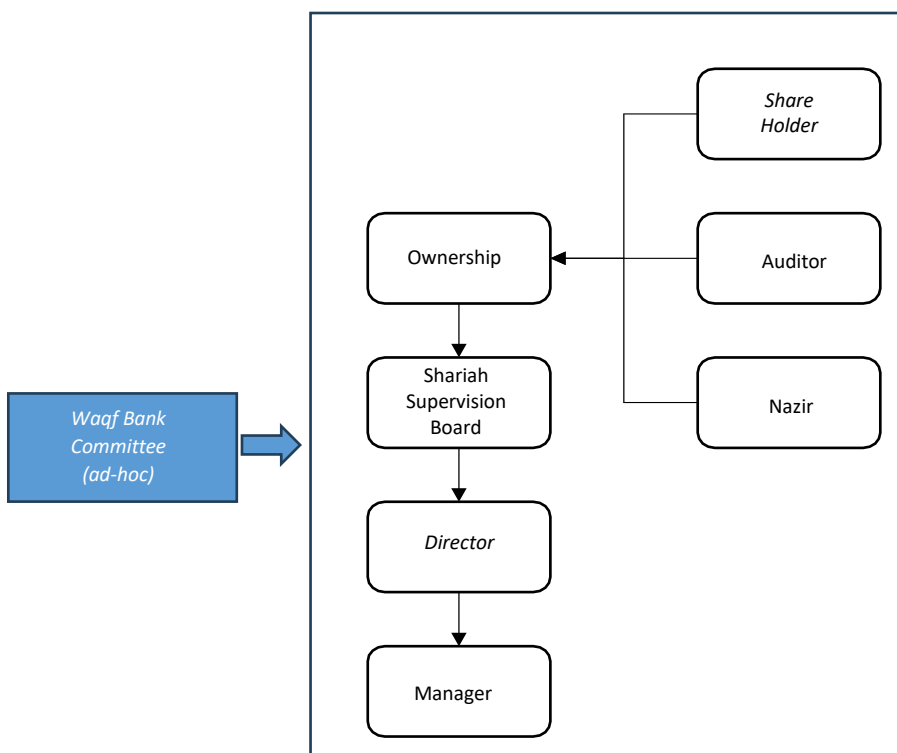 Share
Holder
Ownership
Auditor
Shariah
Supervision
Board
Nazir
Waqf Bank
Committee
(ad-hoc)
Director
Manager